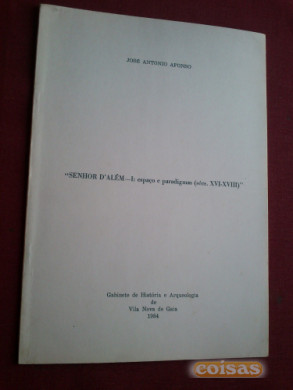 JOSÉ ANTÓNIO AFONSO
"SENHOR D'ALÉM—I: espaço e paradigmas (sécs. XVI-XVIII)"
Gabinete de História e Arqueologia
de
Vila Nova de Gaia
1984
coisas